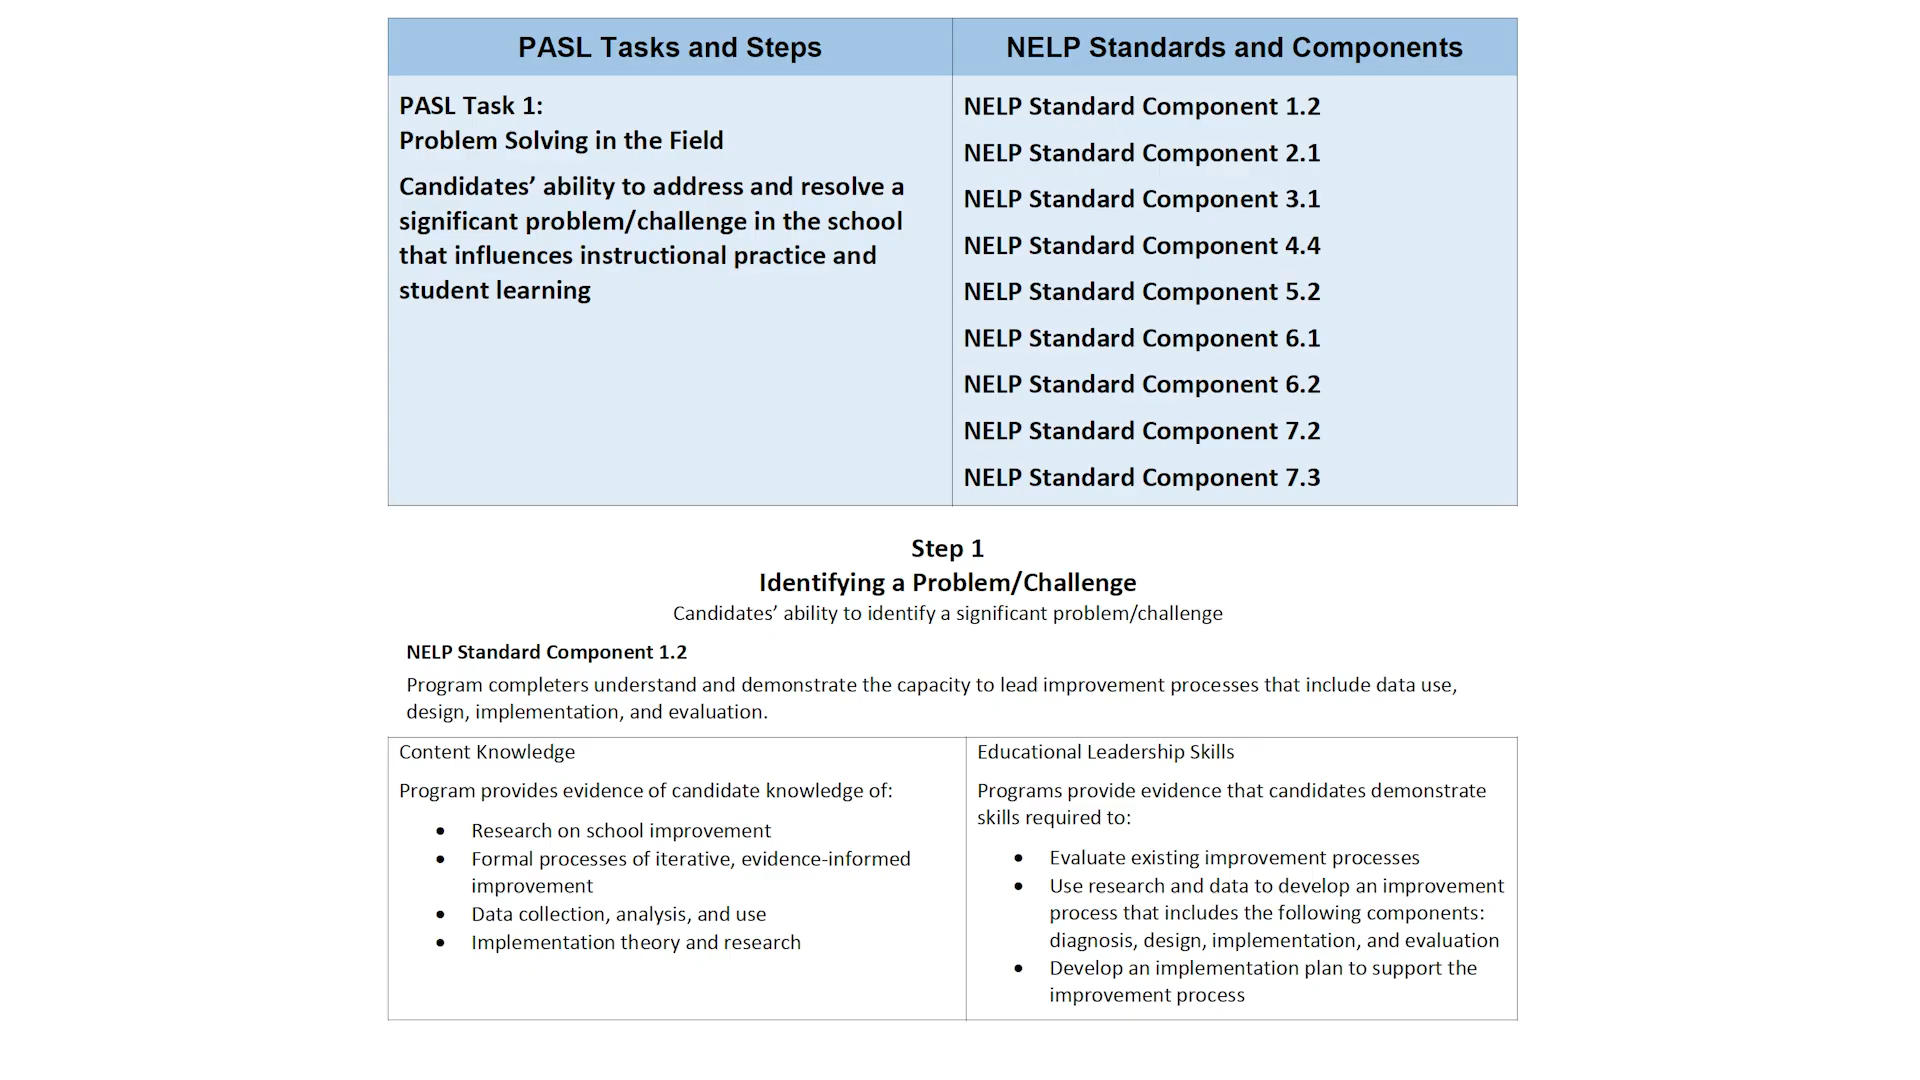 PASL Tasks and Steps
NELP Standards and Components
PASL Task 1:
Problem Solving in the Field
Candidates’ ability to address and resolve a
significant problem/challenge in the school
that influences instructional practice and
student learning
NELP Standard Component 1.2
NELP Standard Component 2.1
NELP Standard Component 3.1
NELP Standard Component 4.4
NELP Standard Component 5.2
NELP Standard Component 6.1
NELP Standard Component 6.2
NELP Standard Component 7.2
NELP Standard Component 7.3
Step 1
Identifying a Problem/Challenge
Candidates’ ability to identify a significant problem/challenge
NELP Standard Component 1.2
Program completers understand and demonstrate the capacity to lead improvement processes that include data use,
design, implementation, and evaluation.
Content Knowledge
Program provides evidence of candidate knowledge of:
• Research on school improvement
• Formal processes of iterative, evidence-informed
improvement
• Data collection, analysis, and use
• Implementation theory and research
Educational Leadership Skills
Programs provide evidence that candidates demonstrate
skills required to:
• Evaluate existing improvement processes
• Use research and data to develop an improvement
process that includes the following components:
diagnosis, design, implementation, and evaluation
• Develop an implementation plan to support the
improvement process